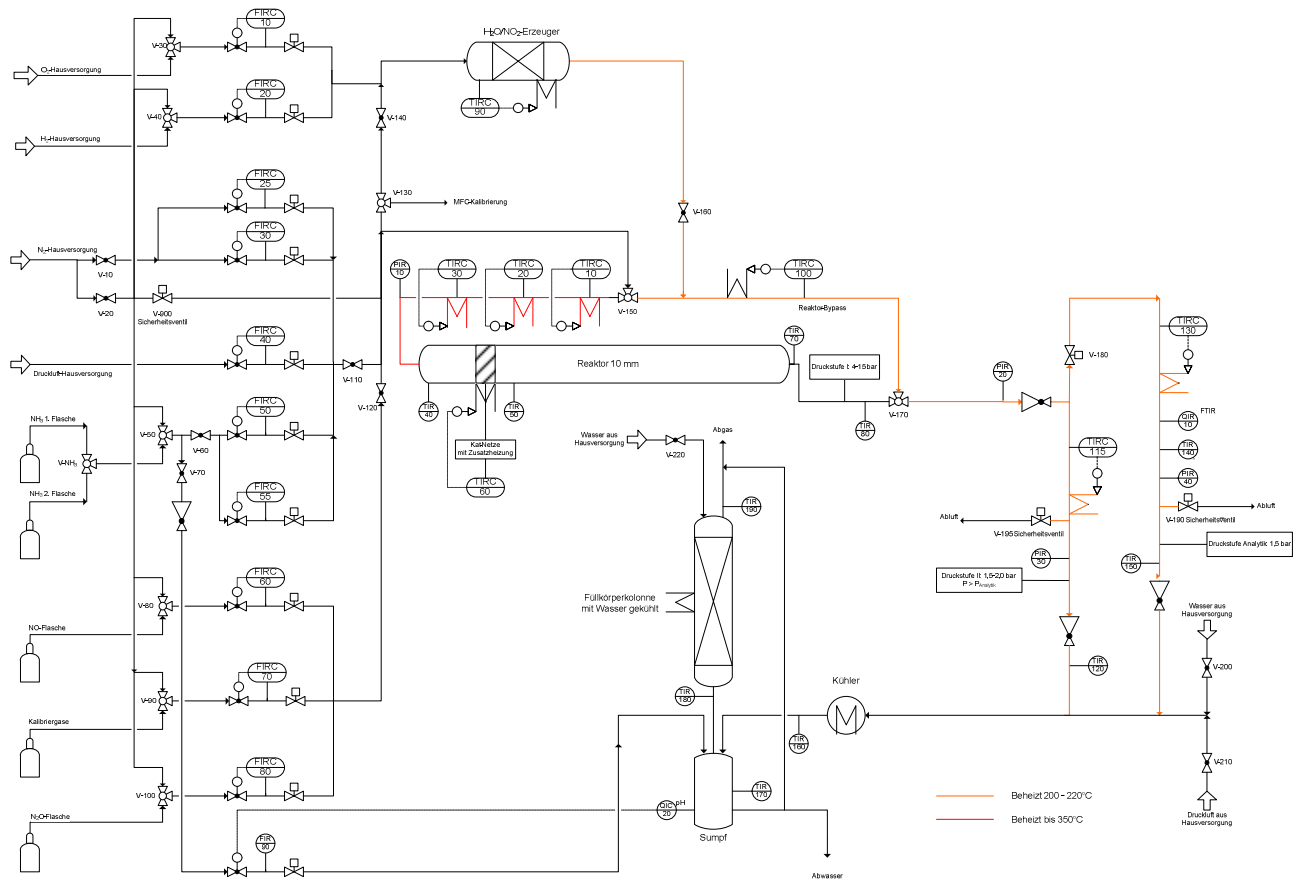 FIRC
10
V-30
H₂O/NO₂-Erzeuger
O₂-Hausversorgung
FIRC
20
TIRC
90
V-40
V-140
H₂-Hausversorgung
FIRC
25
V-130
MFC-Kalibrierung
V-160
FIRC
30
N₂-Hausversorgung
V-10
PIR
10
TIRC
30
TIRC
20
TIRC
10
TIRC
100
V-20
V-900
Sicherheitsventil
V-150
Reaktor-Bypass
TIRC
130
FIRC
40
TIR
70
V-180
Druckluft-Hausversorgung
V-110
Reaktor 10 mm
Druckstufe I: 4-15 bar
PIR
20
V-120
TIR
40
TIR
50
V-170
TIR
80
FTIR
QIR
10
NH₃ 1. Flasche
FIRC
50
V-50
V-60
Kat-Netze
mit Zusatzheizung
Wasser aus
Hausversorgung
V-220
Abgas
TIRC
115
TIR
140
V-NH₃
V-70
TIRC
60
PIR
40
NH₃ 2. Flasche
FIRC
55
TIR
190
Abluft
V-195 Sicherheitsventil
V-190 Sicherheitsventil
Abluft
Druckstufe Analytik 1,5 bar
PIR
30
TIR
150
Druckstufe II: 1,5-2,0 bar
P > P Analytik
FIRC
60
V-80
Füllkörperkolonne
mit Wasser gekühlt
Wasser aus
Hausversorgung
NO-Flasche
TIR
120
V-200
FIRC
70
V-90
Kühler
TIR
180
Kalibriergase
TIR
160
V-210
FIRC
80
V-100
TIR
170
Beheizt 200 - 220°C
N₂O-Flasche
QIC
20
pH
Sumpf
Beheizt bis 350°C
Druckluft aus
Hausversorgung
FIR
90
Abwasser